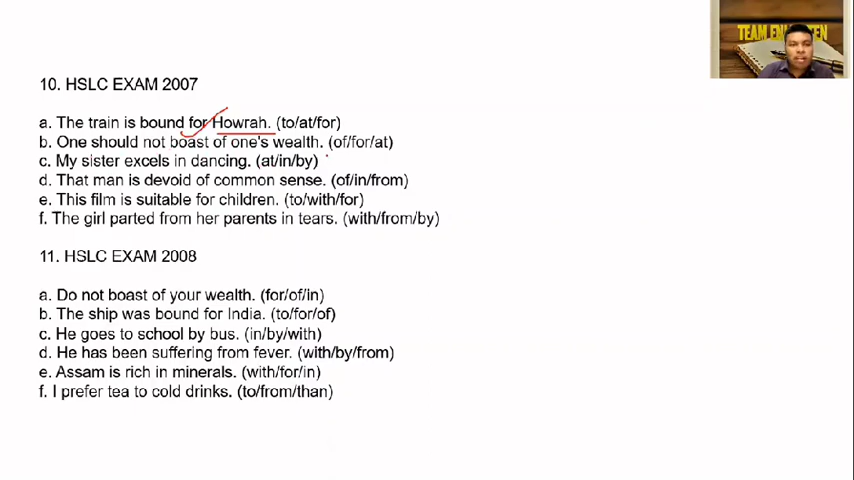 TEAM EN
TEN
10. HSLC EXAM 2007
a. The train is bound for Howrah. (to/at/for)
b. One should not boast of one's wealth. (of/for/at)
c. My sister excels in dancing. (at/in/by)
d. That man is devoid of common sense. (of/in/from)
e. This film is suitable for children. (to/with/for)
f. The girl parted from her parents in tears. (with/from/by)
11. HSLC EXAM 2008
a. Do not boast of your wealth. (for/of/in)
b. The ship was bound for India. (to/for/of)
c. He goes to school by bus. (in/by/with)
d. He has been suffering from fever. (with/by/from)
e. Assam is rich in minerals. (with/for/in)
f. I prefer tea to cold drinks. (to/from/than)